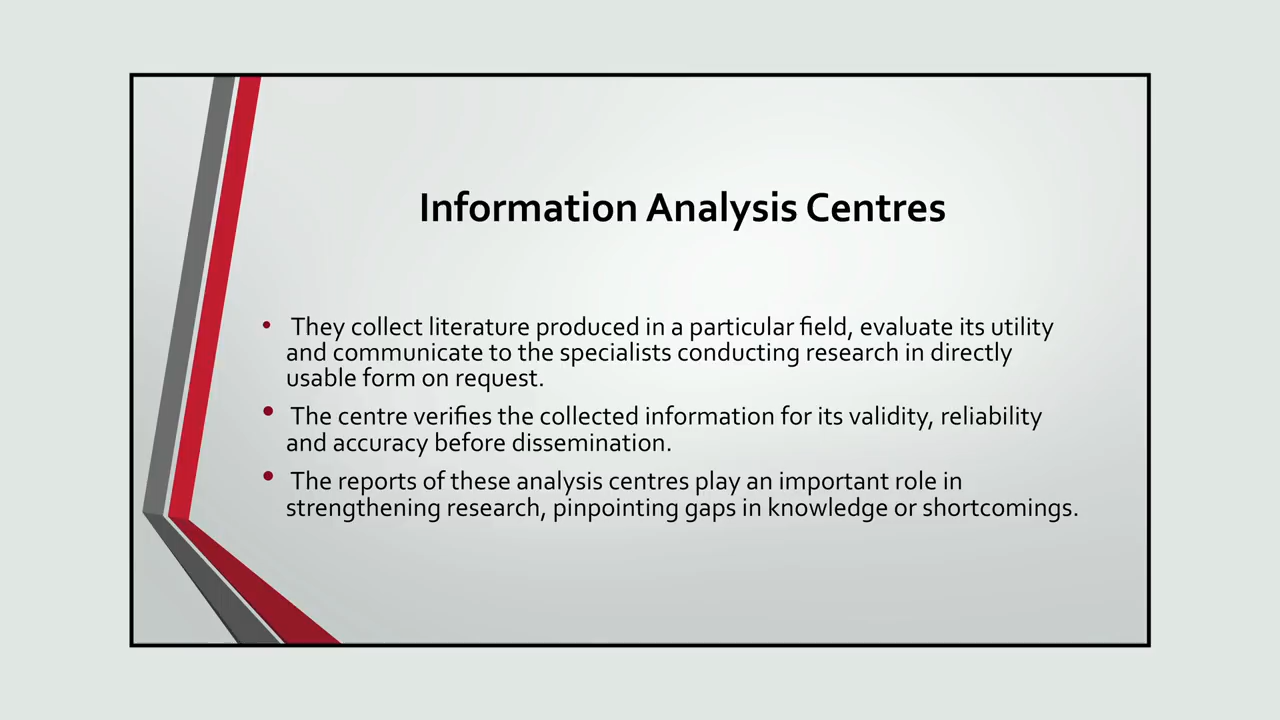 Information Analysis Centres
• They collect literature produced in a particular field, evaluate its utility
and communicate to the specialists conducting research in directly
usable form on request.
• The centre verifies the collected information for its validity, reliability
and accuracy before dissemination.
• The reports of these analysis centres play an important role in
strengthening research, pinpointing gaps in knowledge or shortcomings.